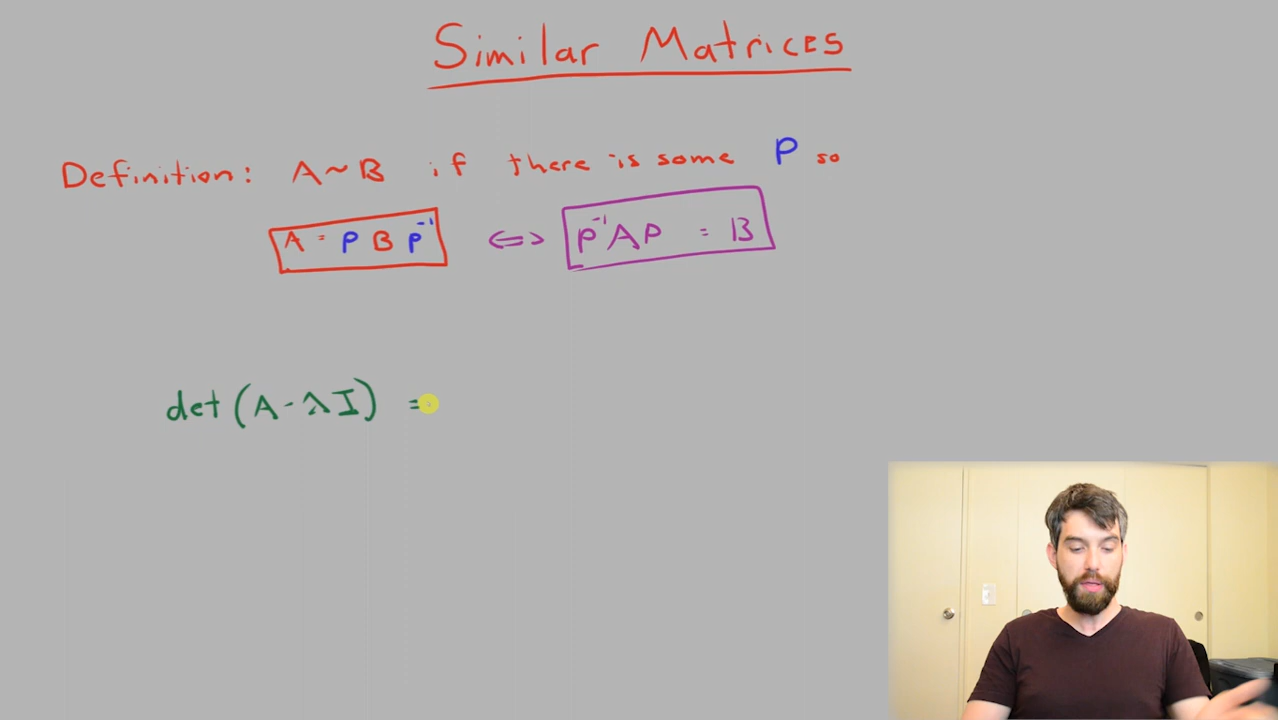 Similar Matrices
Definition: A~B if there is some P so
A = P B P⁻¹ <=> P⁻¹AP = B
det(A-λI) =